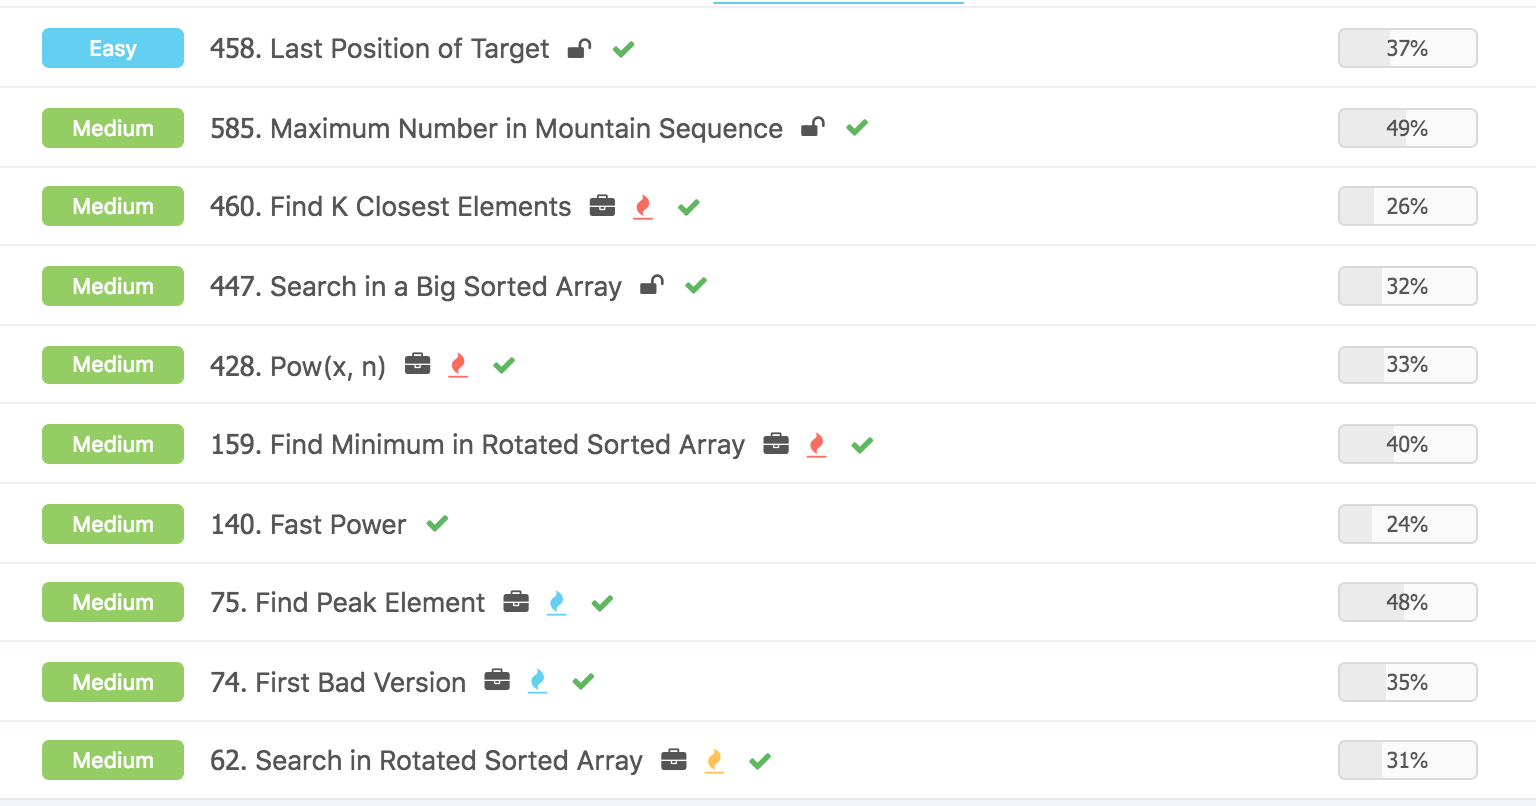 Easy 458. Last Position of Target 37%
Medium 585. Maximum Number in Mountain Sequence 49%
Medium 460. Find K Closest Elements 26%
Medium 447. Search in a Big Sorted Array 32%
Medium 428. Pow(x, n) 33%
Medium 159. Find Minimum in Rotated Sorted Array 40%
Medium 140. Fast Power 24%
Medium 75. Find Peak Element 48%
Medium 74. First Bad Version 35%
Medium 62. Search in Rotated Sorted Array 31%